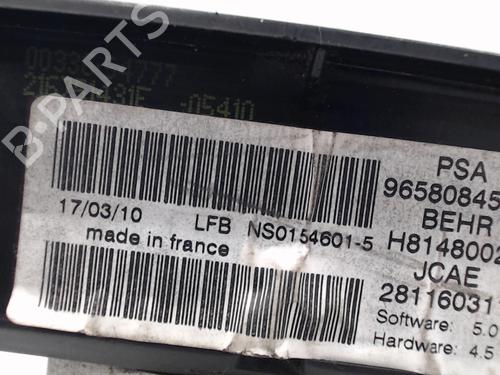 PSA
96580845
BEHR
H8148002
JCAE
28116031
Software: 5.0
Hardware: 4.5
17/03/10 LFB NS0154601-5
made in france
-05410
B-PARTS